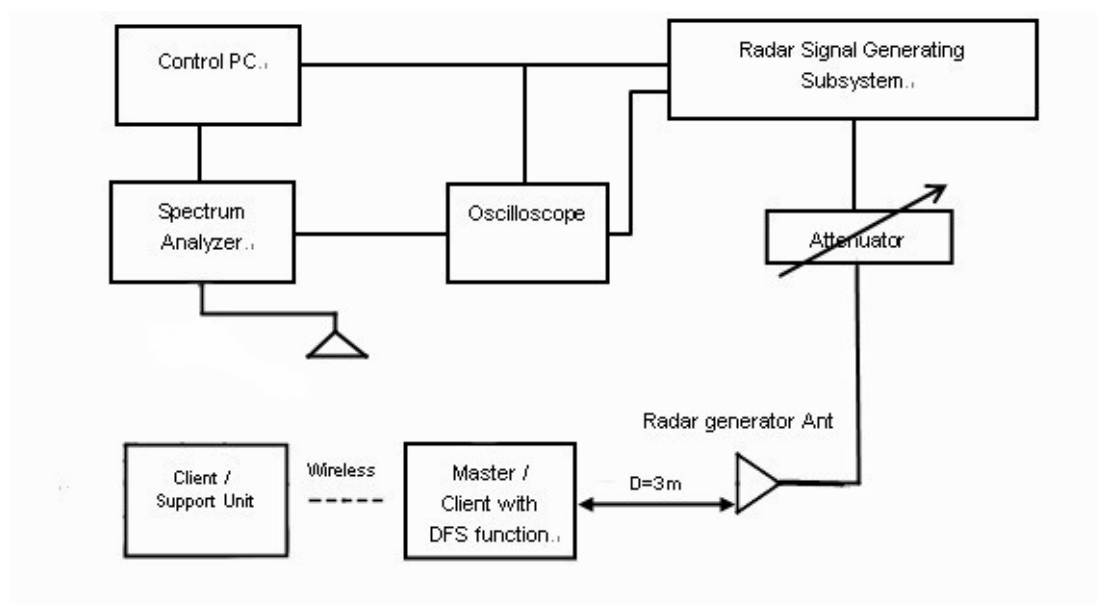 Control PC.
Radar Signal Generating
Subsystem.
Spectrum
Analyzer.
Oscilloscope
Attenuator
Radar generator Ant
Client /
Support Unit
Wireless
Master /
Client with
DFS function.
D=3m